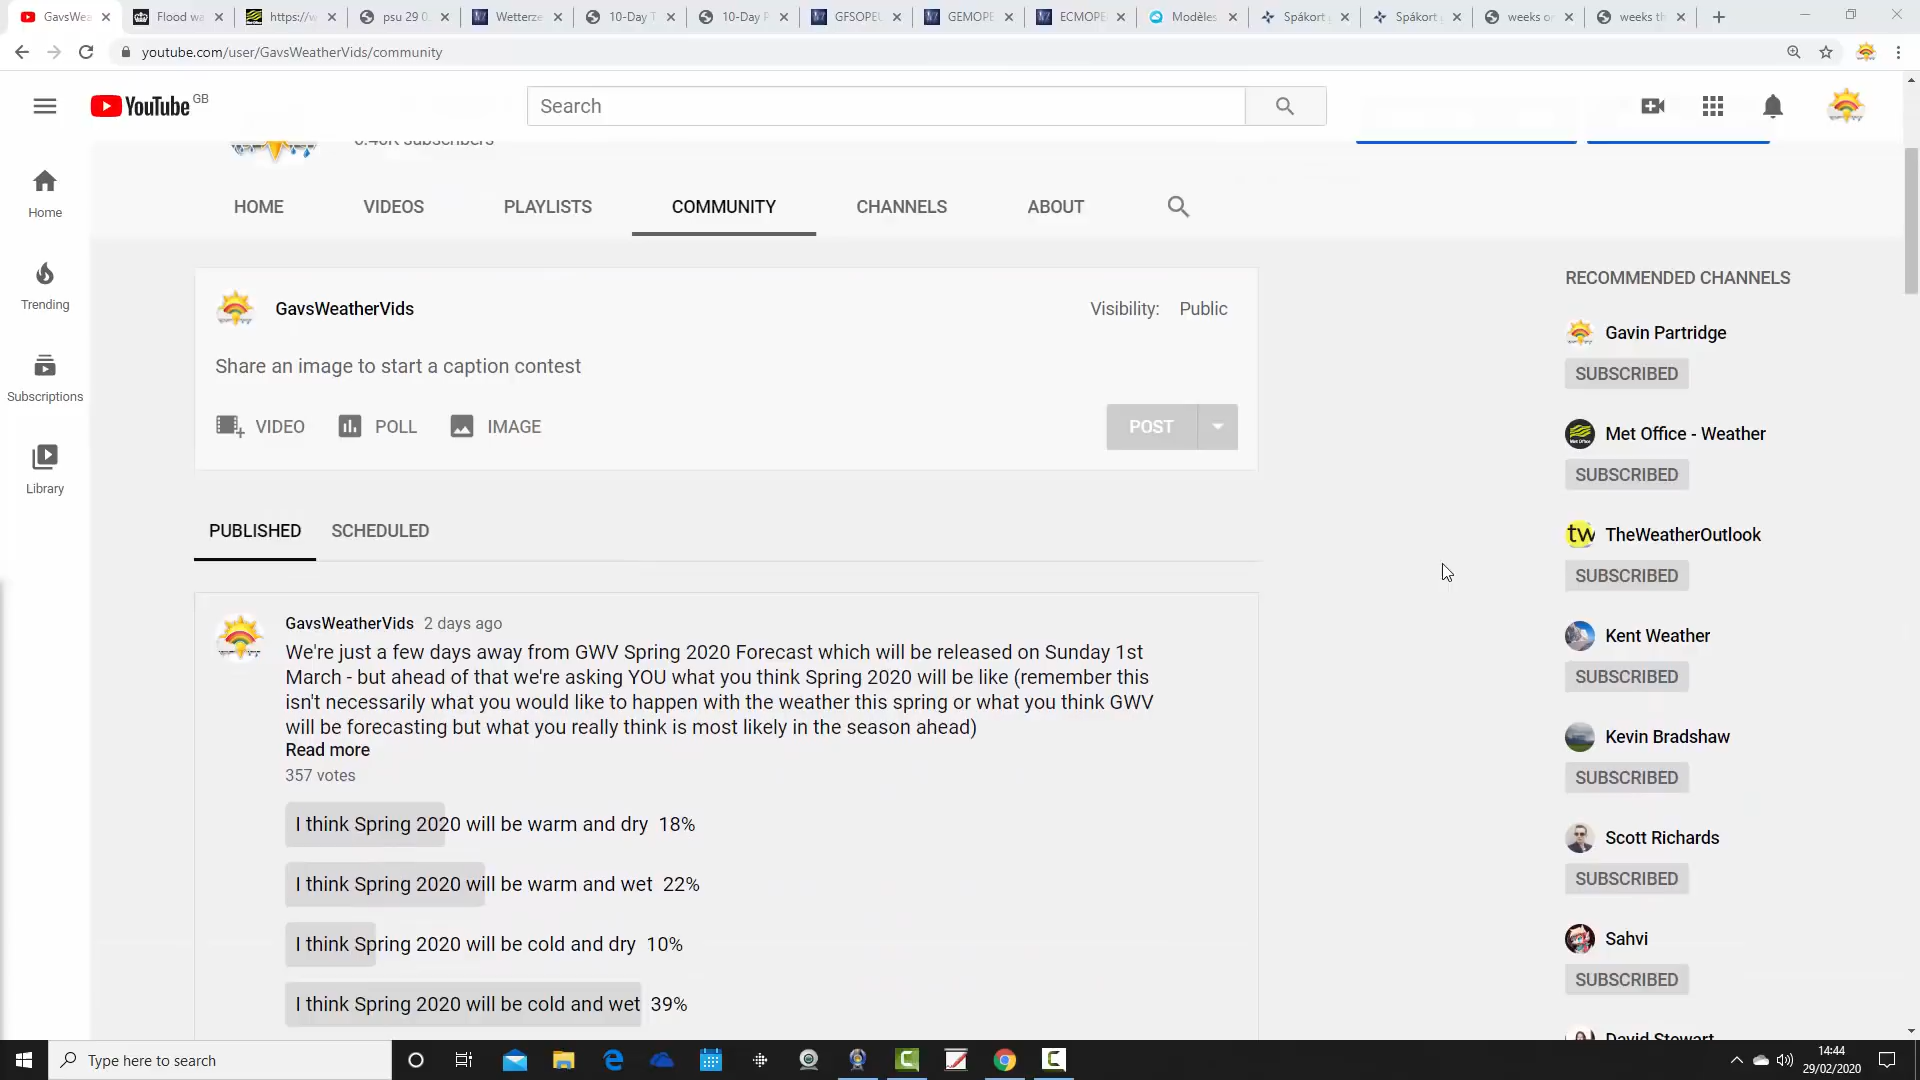 GavsWea
Flood wa
https://w
psu 29 0
Wetterze
10-Day T
10-Day P
GFSOPEU
GEMOPE
ECMOPE
Modèles
Spákort
Spákort
weeks o
weeks th
youtube.com/user/GavsWeatherVids/community
YouTube GB
Search
subscribers
Home
Trending
Subscriptions
Library
HOME
VIDEOS
PLAYLISTS
COMMUNITY
CHANNELS
ABOUT
GavsWeatherVids
Visibility: Public
Share an image to start a caption contest
VIDEO
POLL
IMAGE
POST
PUBLISHED
SCHEDULED
GavsWeatherVids 2 days ago
We're just a few days away from GWV Spring 2020 Forecast which will be released on Sunday 1st
March - but ahead of that we're asking YOU what you think Spring 2020 will be like (remember this
isn't necessarily what you would like to happen with the weather this spring or what you think GWV
will be forecasting but what you really think is most likely in the season ahead)
Read more
357 votes
I think Spring 2020 will be warm and dry 18%
I think Spring 2020 will be warm and wet 22%
I think Spring 2020 will be cold and dry 10%
I think Spring 2020 will be cold and wet 39%
RECOMMENDED CHANNELS
Gavin Partridge
SUBSCRIBED
Met Office - Weather
SUBSCRIBED
TheWeatherOutlook
SUBSCRIBED
Kent Weather
SUBSCRIBED
Kevin Bradshaw
SUBSCRIBED
Scott Richards
SUBSCRIBED
Sahvi
SUBSCRIBED
David Stewart
Type here to search
14:44
29/02/2020